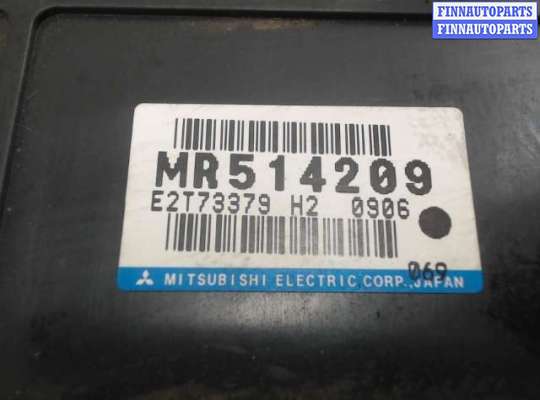 FINNAUTOPARTS
FINNAUTOPARTS
MR514209
E2T73379 H2 0906
069
MITSUBISHI ELECTRIC CORP.,JAPAN